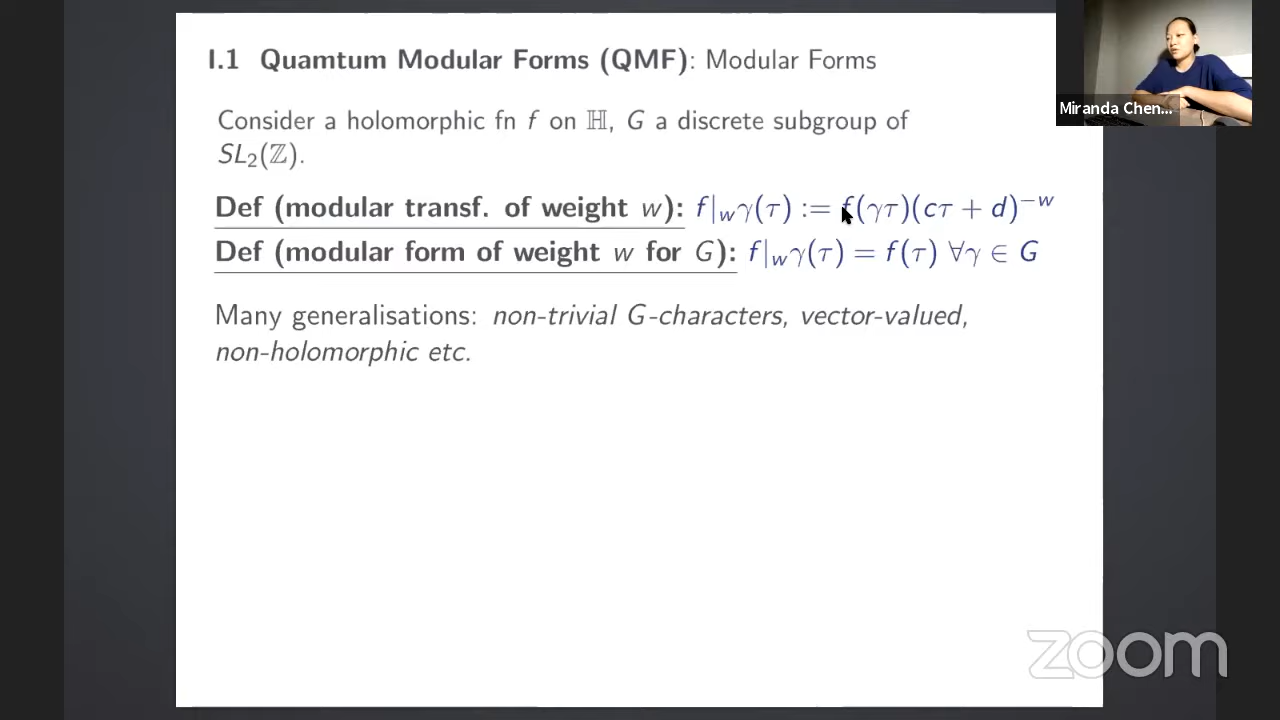 I.1 Quamtum Modular Forms (QMF): Modular Forms
Miranda Chen...
Consider a holomorphic fn f on ℍ, G a discrete subgroup of
SL₂(ℤ).
Def (modular transf. of weight w): f|_wγ(τ) := f(γτ)(cτ + d)^{−w}
Def (modular form of weight w for G): f|_wγ(τ) = f(τ) ∀γ ∈ G
Many generalisations: non-trivial G-characters, vector-valued,
non-holomorphic etc.
zoom